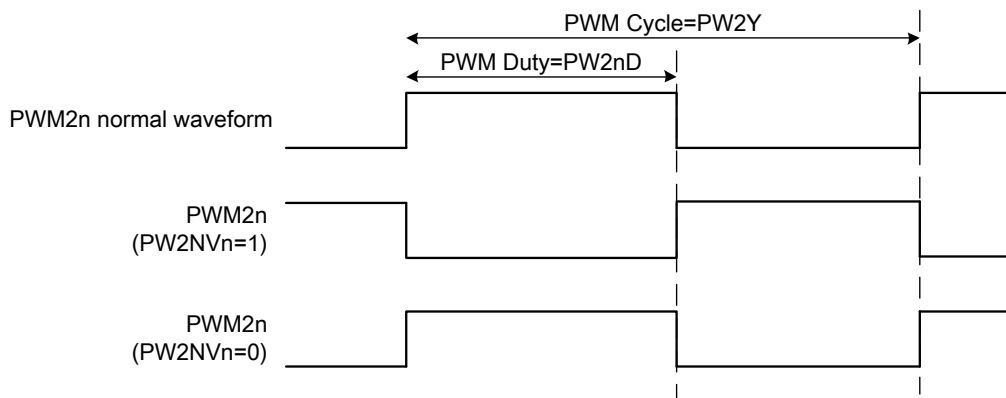 PWM Cycle=PW2Y
PWM Duty=PW2nD
PWM2n normal waveform
PWM2n
(PW2NVn=1)
PWM2n
(PW2NVn=0)